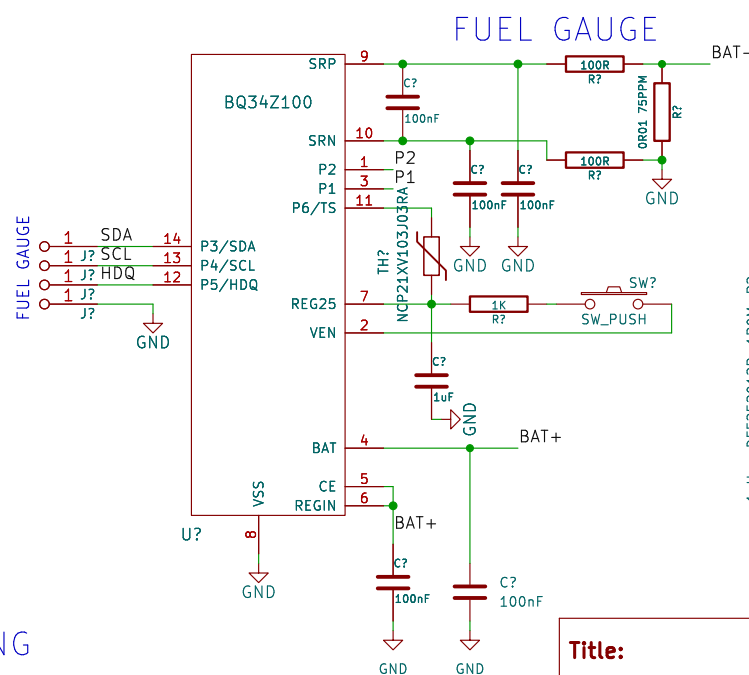 FUEL GAUGE
BAT-
SRP 9
100R
R?
C?
100nF
0R01 75PPM
R?
BQ34Z100
SRN 10
P2
100R
R?
GND
P2 1
P1 3
P1
P6/TS 11
C?
100nF
C?
100nF
GND
GND
TH?
NCP21XV103J03RA
FUEL GAUGE
1 SDA 14 P3/SDA
J?
1 SCL 13 P4/SCL
J?
1 HDQ 12 P5/HDQ
J?
1
J?
GND
REG25 7
1K
R?
SW?
SW_PUSH
VEN 2
C?
1uF
GND
BAT 4
BAT+
CE 5
REGIN 6
BAT+
VSS
8
U?
GND
C?
100nF
GND
C?
100nF
GND
NG
Title: